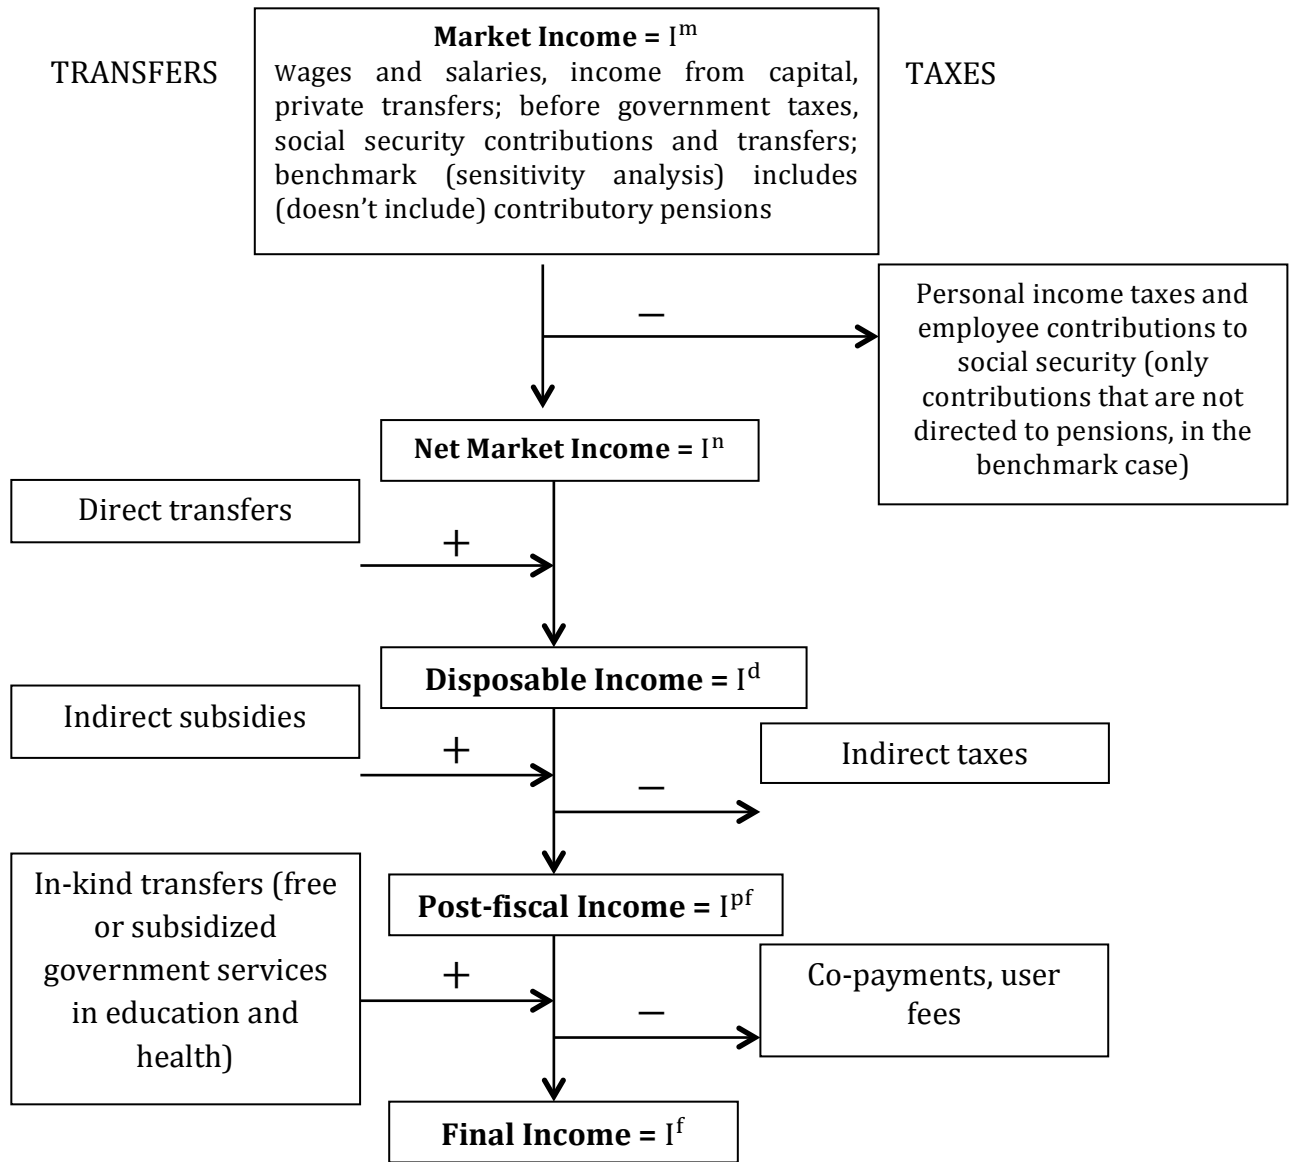 Market Income = I^m
TRANSFERS
TAXES
Wages and salaries, income from capital,
private transfers; before government taxes,
social security contributions and transfers;
benchmark (sensitivity analysis) includes
(doesn't include) contributory pensions
−
Personal income taxes and
employee contributions to
social security (only
contributions that are not
directed to pensions, in the
benchmark case)
Net Market Income = I^n
Direct transfers
+
Disposable Income = I^d
Indirect subsidies
+
Indirect taxes
−
In-kind transfers (free
or subsidized
government services
in education and
health)
Post-fiscal Income = I^pf
+
Co-payments, user
fees
−
Final Income = I^f